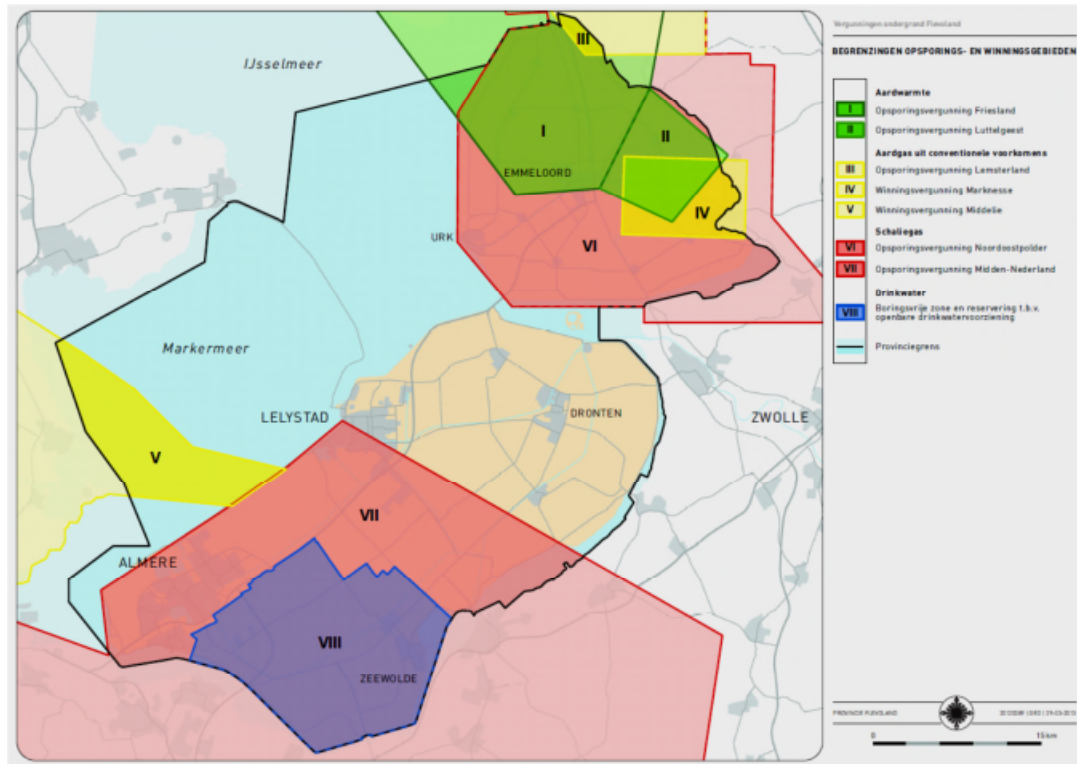 Vergunningen ondergrond Flevoland
BEGRENZINGEN OPSPORINGS- EN WINNINGSGEBIEDEN
Aardwarmte
I Opsporingsvergunning Friesland
II Opsporingsvergunning Luttelgeest
Aardgas uit conventionele voorkomens
III Opsporingsvergunning Lemsterland
IV Winningsvergunning Marknesse
V Winningsvergunning Middelie
Schaliegas
VI Opsporingsvergunning Noordoostpolder
VII Opsporingsvergunning Midden-Nederland
Drinkwater
VIII Boringsvrije zone en reservering t.b.v.
openbare drinkwatervoorziening
Provinciegrens
IJsselmeer
III
I
II
EMMELOORD
IV
URK
VI
Markermeer
LELYSTAD
DRONTEN
ZWOLLE
V
VII
ALMERE
VIII
ZEEWOLDE
PROVINCIE FLEVOLAND
0
15 km